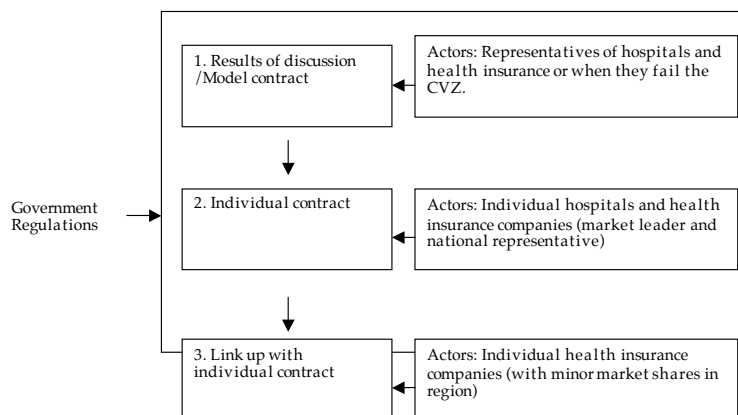 1. Results of discussion
/Model contract
Actors: Representatives of hospitals and
health insurance or when they fail the
CVZ.
Government
Regulations
2. Individual contract
Actors: Individual hospitals and health
insurance companies (market leader and
national representative)
3. Link up with
individual contract
Actors: Individual health insurance
companies (with minor market shares in
region)